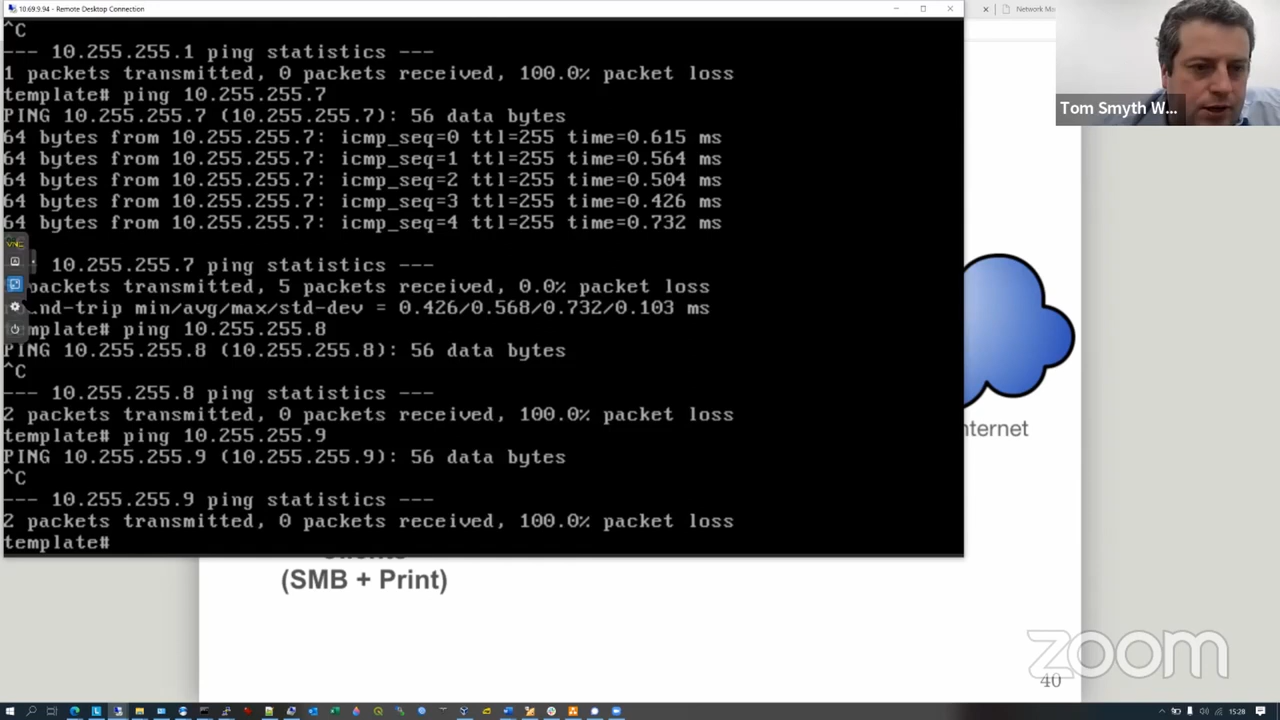 10.69.9.94 - Remote Desktop Connection
^C
--- 10.255.255.1 ping statistics ---
1 packets transmitted, 0 packets received, 100.0% packet loss
template# ping 10.255.255.7
PING 10.255.255.7 (10.255.255.7): 56 data bytes
64 bytes from 10.255.255.7: icmp_seq=0 ttl=255 time=0.615 ms
64 bytes from 10.255.255.7: icmp_seq=1 ttl=255 time=0.564 ms
64 bytes from 10.255.255.7: icmp_seq=2 ttl=255 time=0.504 ms
64 bytes from 10.255.255.7: icmp_seq=3 ttl=255 time=0.426 ms
64 bytes from 10.255.255.7: icmp_seq=4 ttl=255 time=0.732 ms
10.255.255.7 ping statistics ---
packets transmitted, 5 packets received, 0.0% packet loss
nd-trip min/avg/max/std-dev = 0.426/0.568/0.732/0.103 ms
mplate# ping 10.255.255.8
PING 10.255.255.8 (10.255.255.8): 56 data bytes
^C
--- 10.255.255.8 ping statistics ---
2 packets transmitted, 0 packets received, 100.0% packet loss
template# ping 10.255.255.9
PING 10.255.255.9 (10.255.255.9): 56 data bytes
^C
--- 10.255.255.9 ping statistics ---
2 packets transmitted, 0 packets received, 100.0% packet loss
template#
VNC
Network Mo
Tom Smyth W...
nternet
(SMB + Print)
zoom
40
15:28